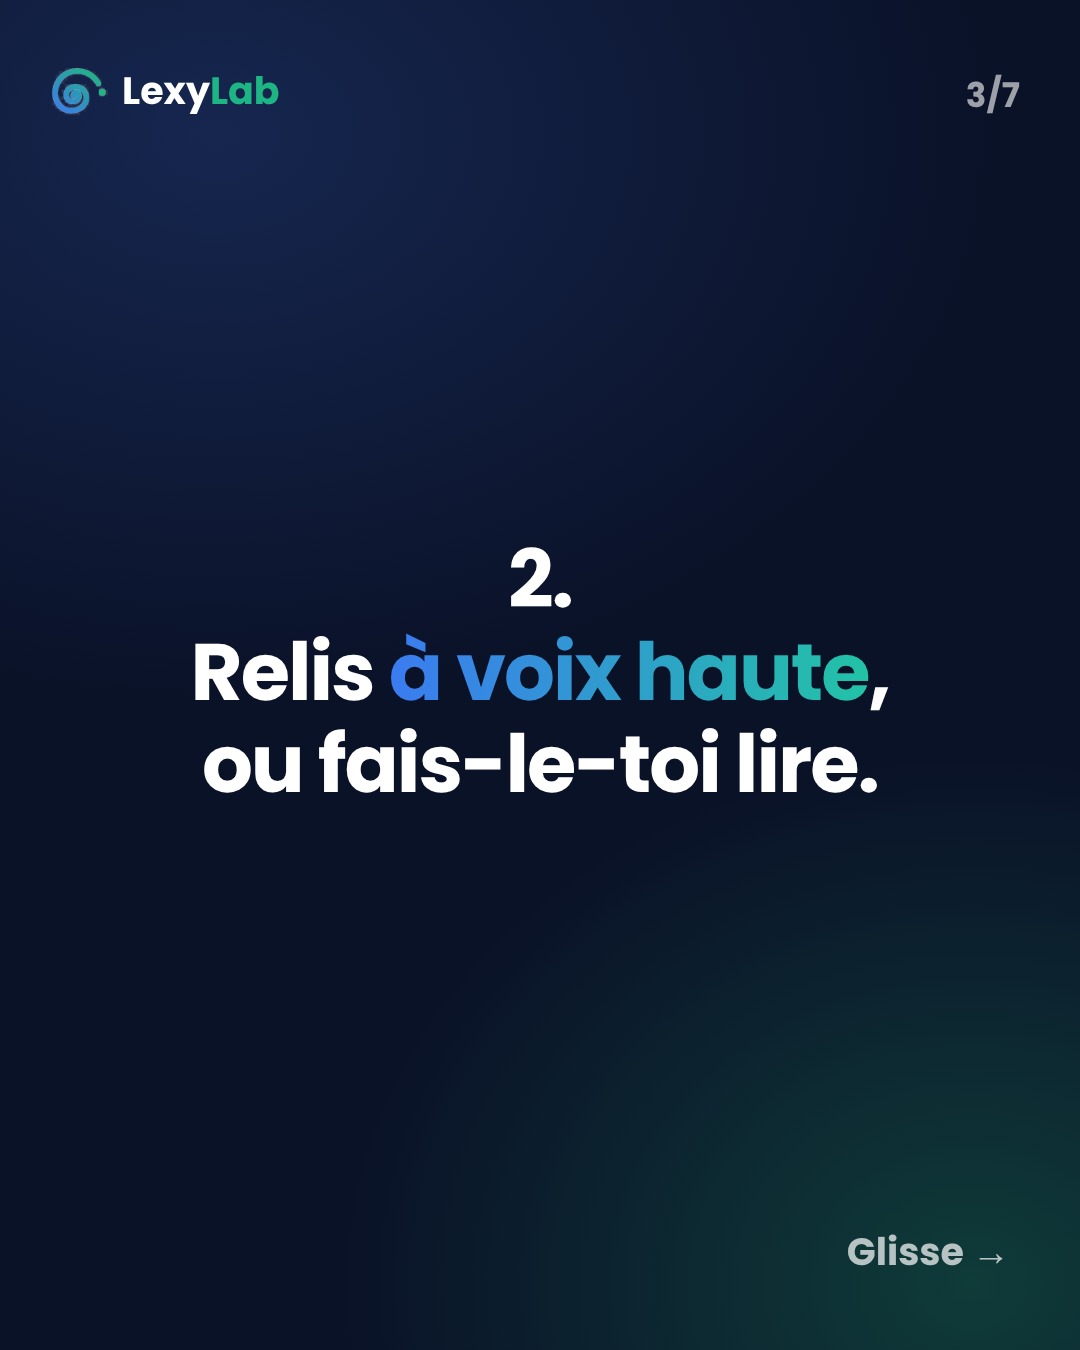 LexyLab
3/7
2.
Relis à voix haute,
ou fais-le-toi lire.
Glisse →